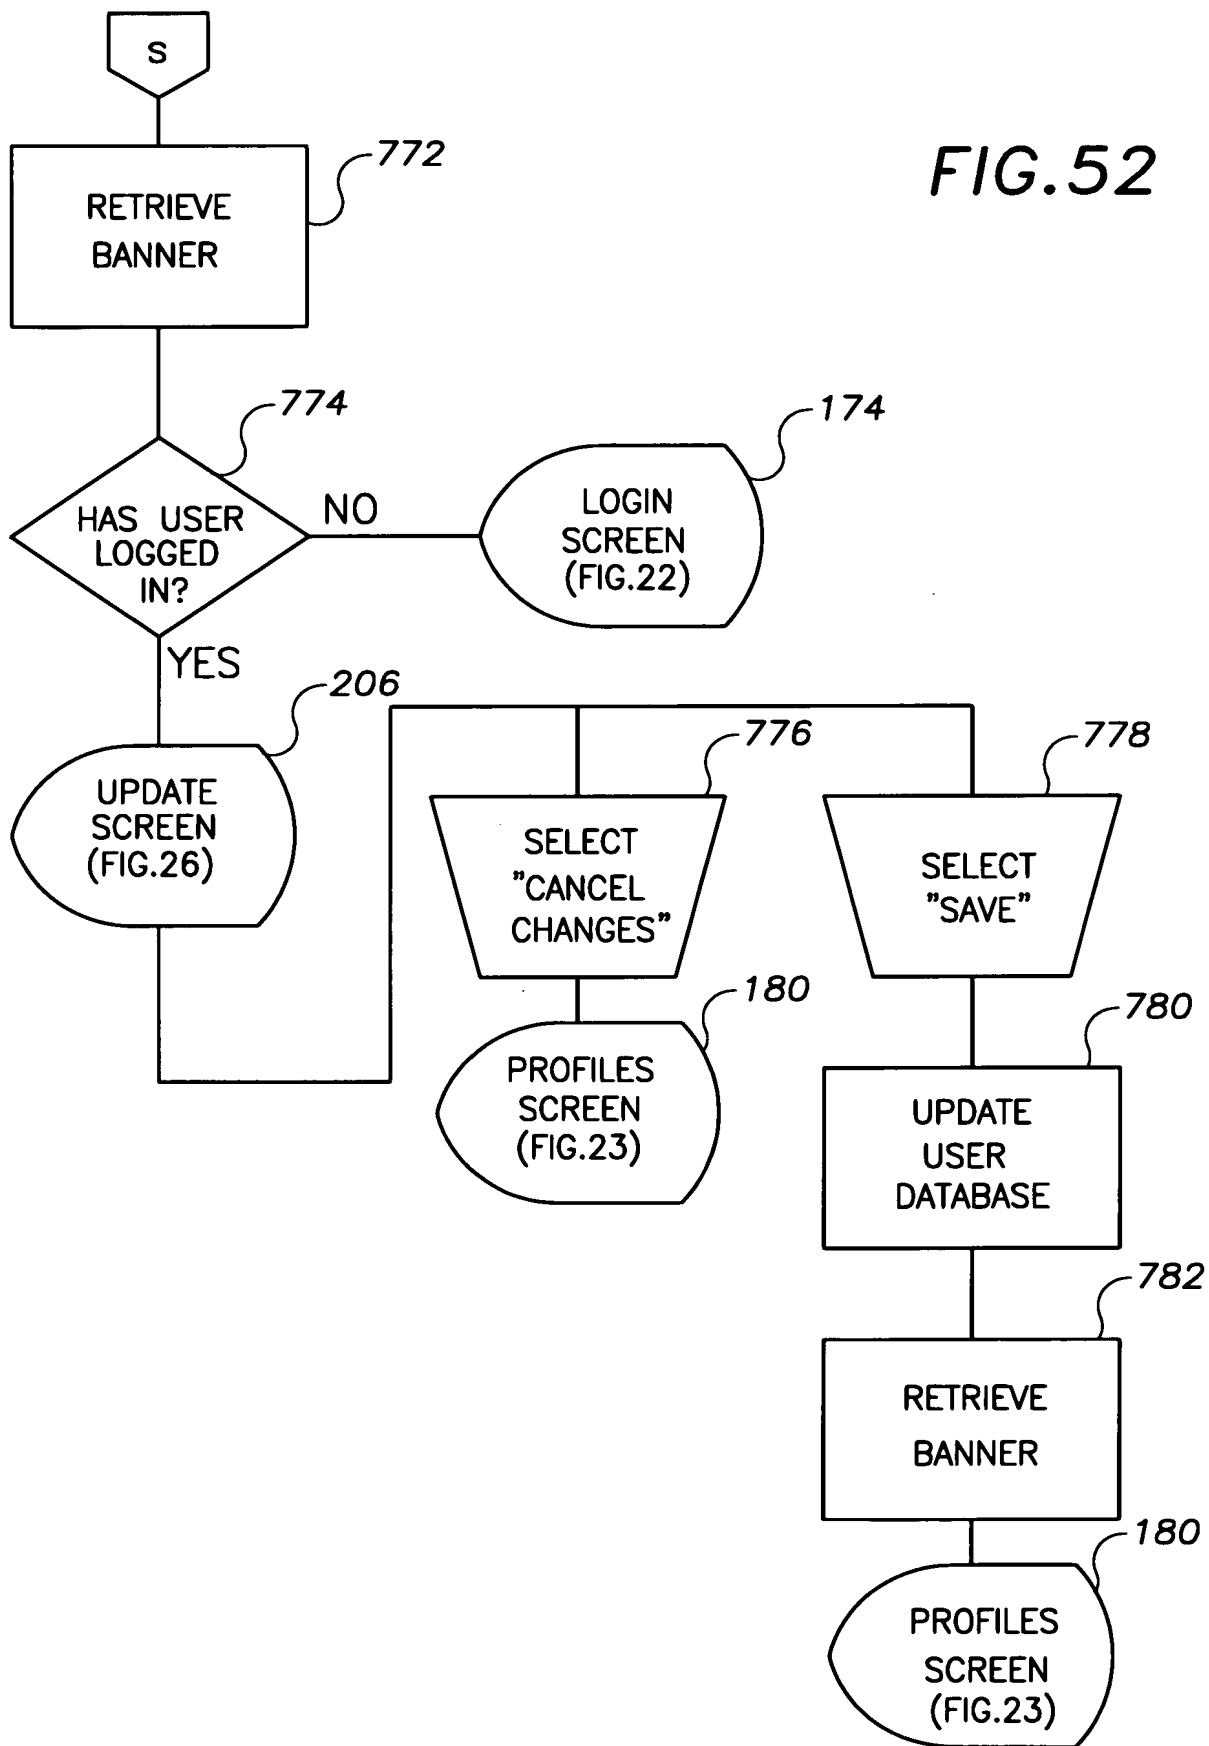 S
772
FIG.52
RETRIEVE
BANNER
774
174
HAS USER
LOGGED
IN?
NO
LOGIN
SCREEN
(FIG.22)
YES
206
776
778
UPDATE
SCREEN
(FIG.26)
SELECT
"CANCEL
CHANGES"
SELECT
"SAVE"
180
780
PROFILES
SCREEN
(FIG.23)
UPDATE
USER
DATABASE
782
RETRIEVE
BANNER
180
PROFILES
SCREEN
(FIG.23)